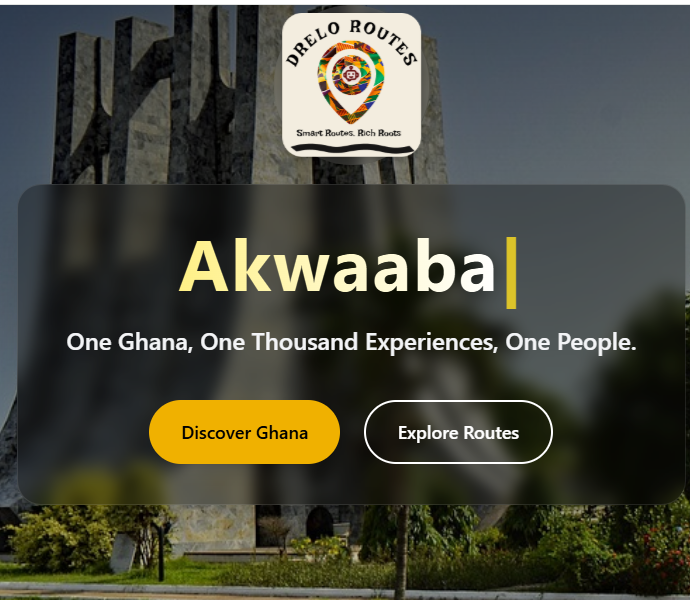 DRELO ROUTES
Smart Routes. Rich Roots
Akwaaba|
One Ghana, One Thousand Experiences, One People.
Discover Ghana
Explore Routes